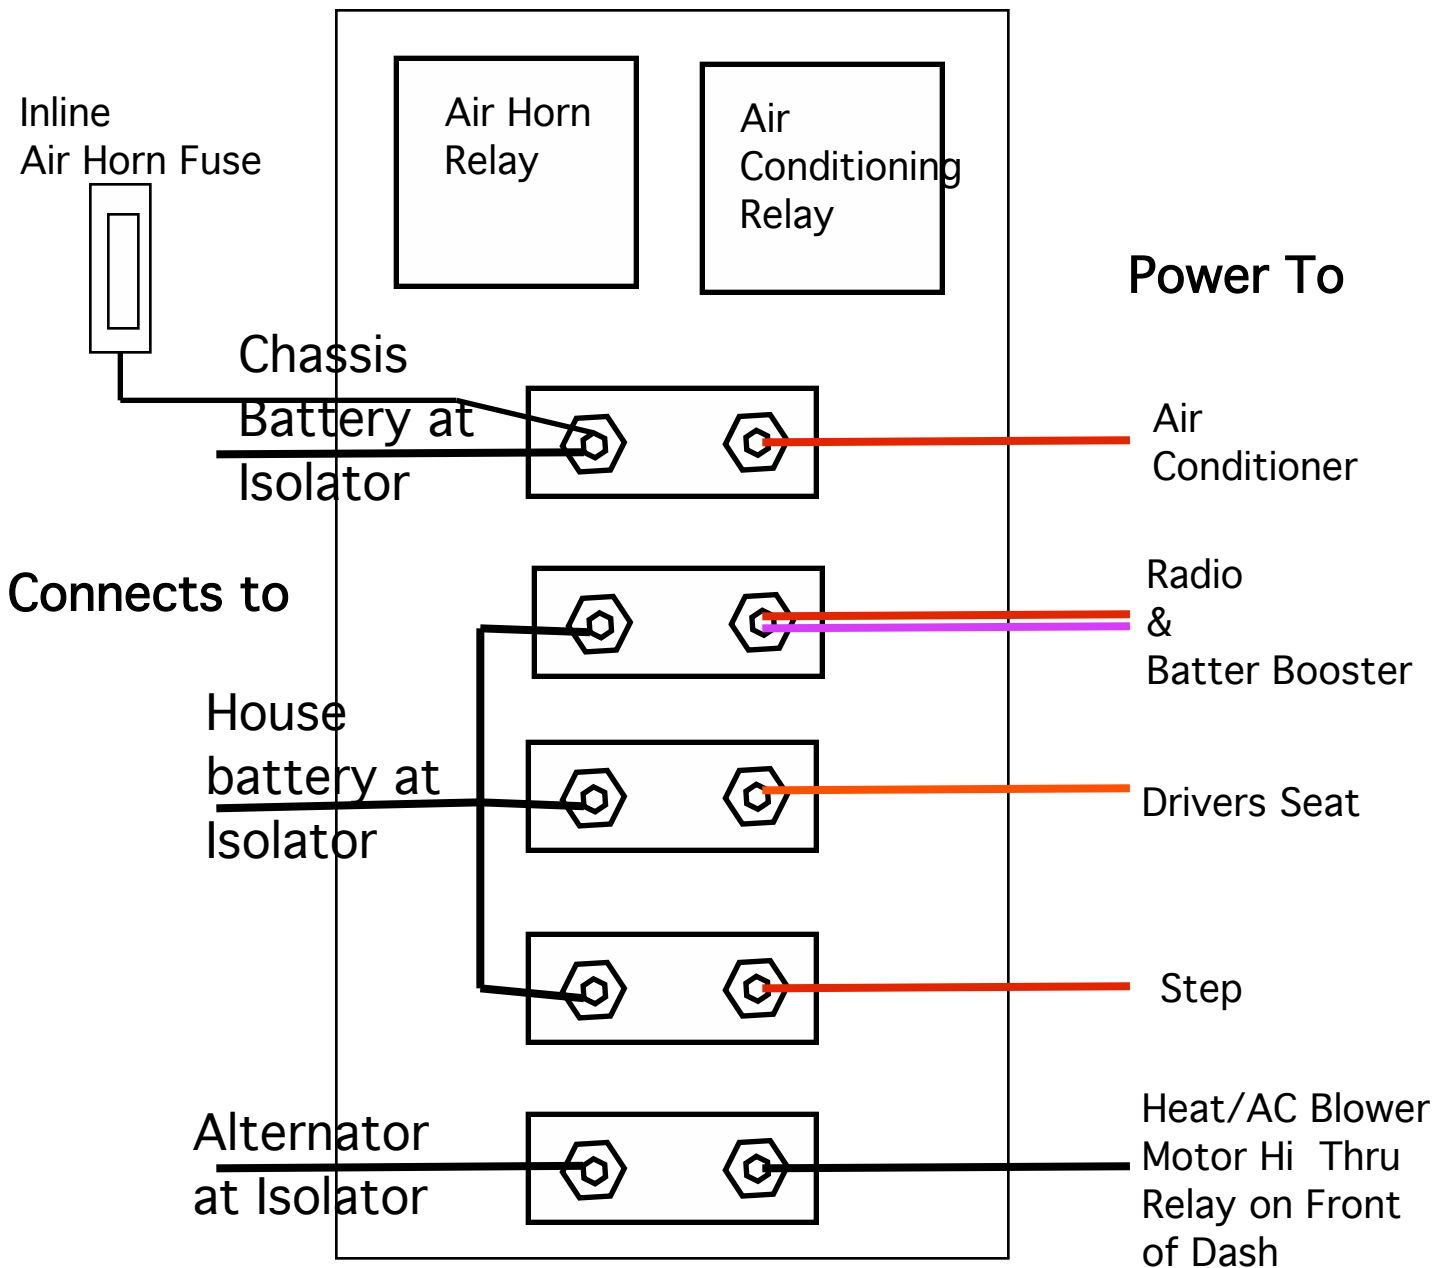 Inline
Air Horn Fuse
Air Horn
Relay
Air
Conditioning
Relay
Power To
Chassis
Battery at
Isolator
Air
Conditioner
Connects to
Radio
&
Batter Booster
House
battery at
Isolator
Drivers Seat
Step
Alternator
at Isolator
Heat/AC Blower
Motor Hi  Thru
Relay on Front
of Dash